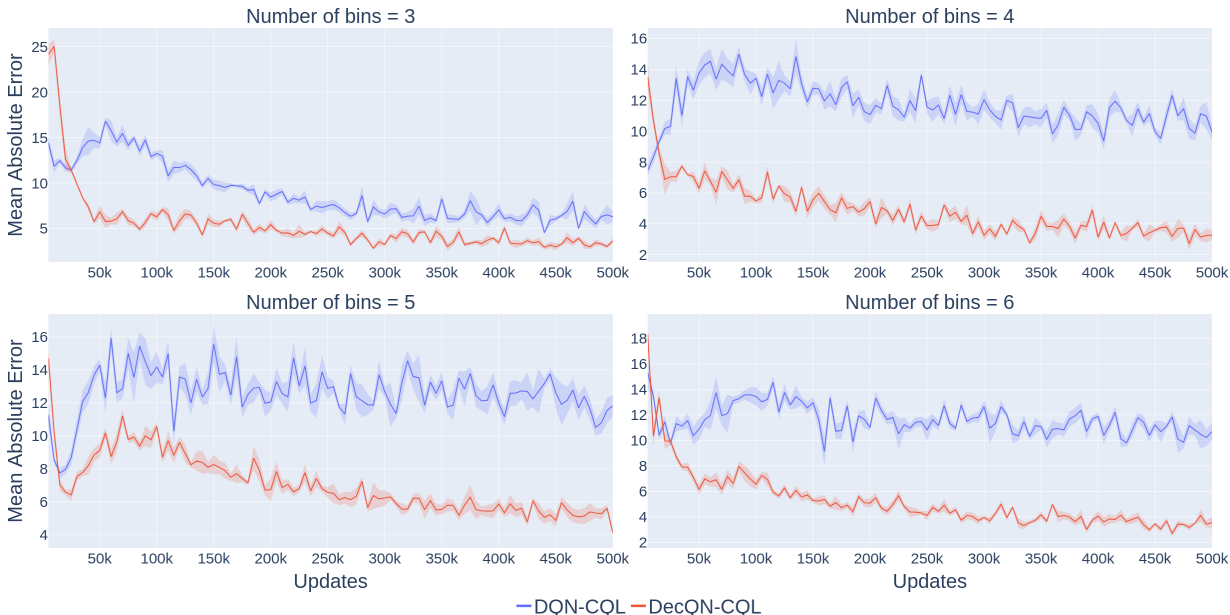 Number of bins = 3
Number of bins = 4
Mean Absolute Error
25
20
15
10
5
50k 100k 150k 200k 250k 300k 350k 400k 450k 500k
16
14
12
10
8
6
4
2
50k 100k 150k 200k 250k 300k 350k 400k 450k 500k
Number of bins = 5
Number of bins = 6
Mean Absolute Error
16
14
12
10
8
6
4
50k 100k 150k 200k 250k 300k 350k 400k 450k 500k
Updates
18
16
14
12
10
8
6
4
2
50k 100k 150k 200k 250k 300k 350k 400k 450k 500k
Updates
DQN-CQL DecQN-CQL